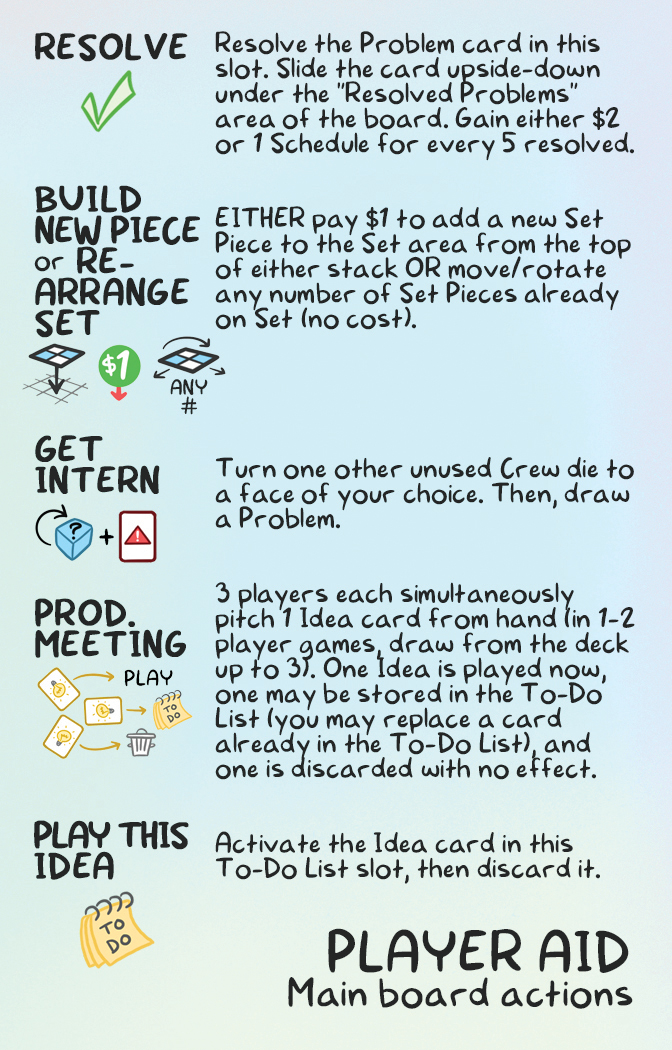 RESOLVE
Resolve the Problem card in this
slot. Slide the card upside-down
under the "Resolved Problems"
area of the board. Gain either $2
or 1 Schedule for every 5 resolved.
BUILD
NEW PIECE
or RE-
ARRANGE
SET
$1
ANY
#
EITHER pay $1 to add a new Set
Piece to the Set area from the top
of either stack OR move/rotate
any number of Set Pieces already
on Set (no cost).
GET
INTERN
? + !
Turn one other unused Crew die to
a face of your choice. Then, draw
a Problem.
PROD.
MEETING
PLAY
TO
DO
3 players each simultaneously
pitch 1 Idea card from hand (in 1-2
player games, draw from the deck
up to 3). One Idea is played now,
one may be stored in the To-Do
List (you may replace a card
already in the To-Do List), and
one is discarded with no effect.
PLAY THIS
IDEA
TO
DO
Activate the Idea card in this
To-Do List slot, then discard it.
PLAYER AID
Main board actions